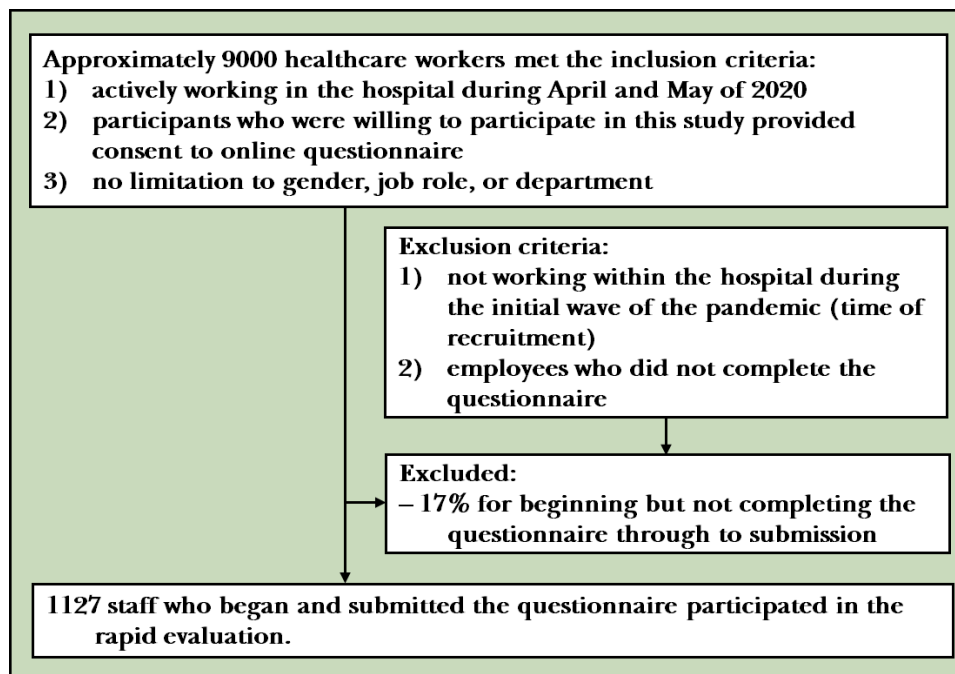 Approximately 9000 healthcare workers met the inclusion criteria:
1) actively working in the hospital during April and May of 2020
2) participants who were willing to participate in this study provided
consent to online questionnaire
3) no limitation to gender, job role, or department
Exclusion criteria:
1) not working within the hospital during
the initial wave of the pandemic (time of
recruitment)
2) employees who did not complete the
questionnaire
Excluded:
– 17% for beginning but not completing the
questionnaire through to submission
1127 staff who began and submitted the questionnaire participated in the
rapid evaluation.